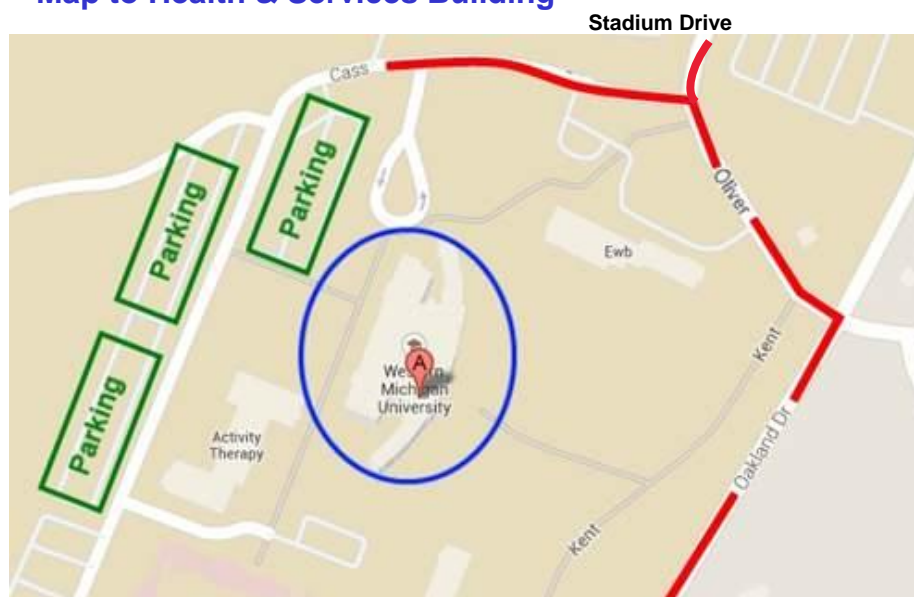 Map to Health & Services Building
Stadium Drive
Cass
Parking
Parking
Oliver
Ewb
A
Western
Michigan
University
Kent
Parking
Activity
Therapy
Oakland Dr
Kent